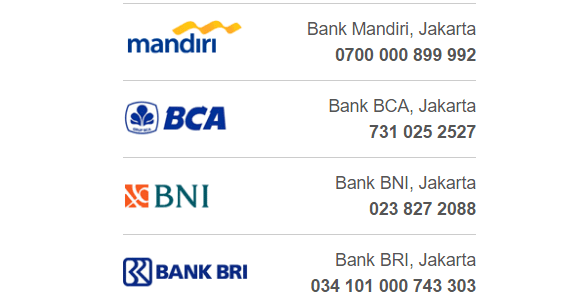 mandiri
Bank Mandiri, Jakarta
0700 000 899 992
BCA
Bank BCA, Jakarta
731 025 2527
BNI
Bank BNI, Jakarta
023 827 2088
BANK BRI
Bank BRI, Jakarta
034 101 000 743 303